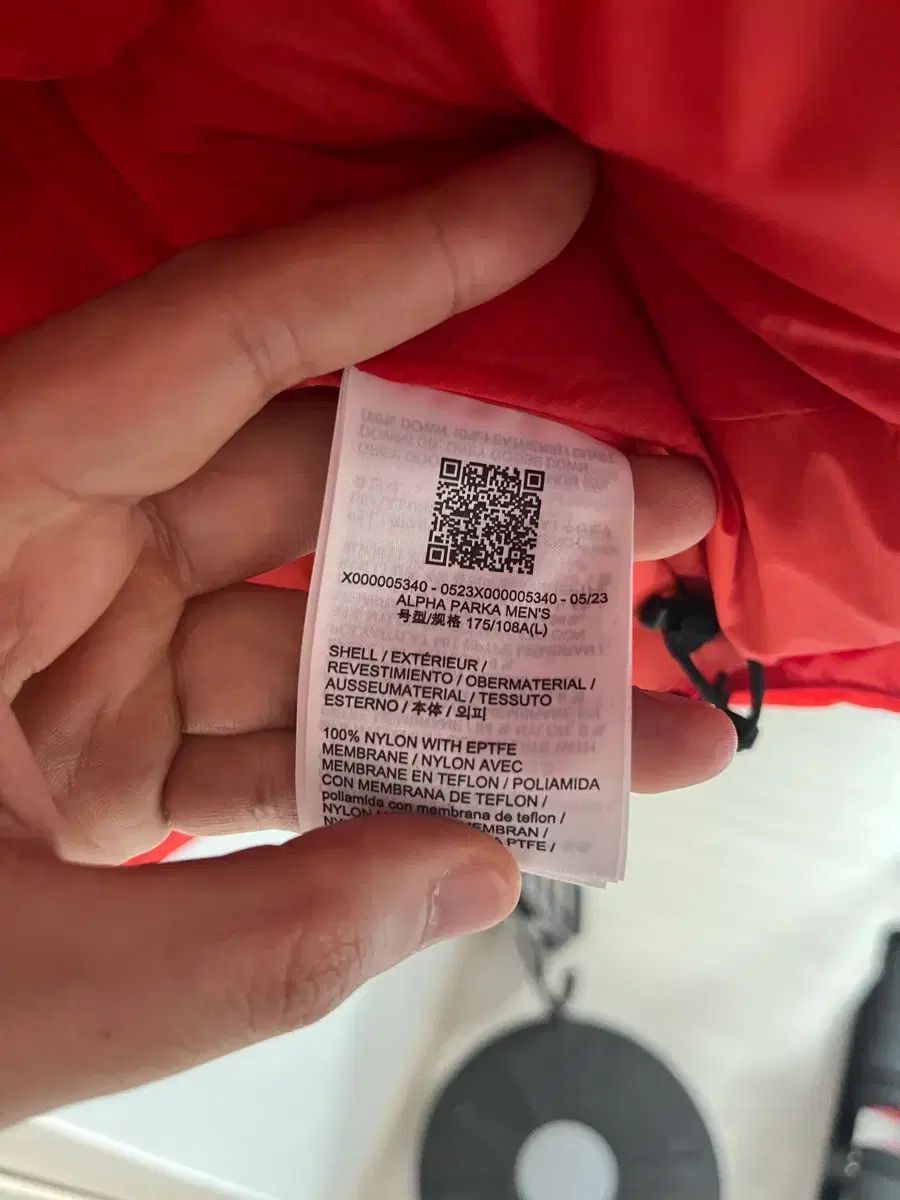 X000005340 - 0523X000005340 - 05/23
ALPHA PARKA MEN'S
号型/规格 175/108A(L)
SHELL / EXTÉRIEUR /
REVESTIMIENTO / OBERMATERIAL /
AUSSEUMATERIAL / TESSUTO
ESTERNO / 本体 / 외피
100% NYLON WITH EPTFE
MEMBRANE / NYLON AVEC
MEMBRANE EN TEFLON / POLIAMIDA
CON MEMBRANA DE TEFLON /
poliamida con membrana de teflon /
NYLON
PTFE /